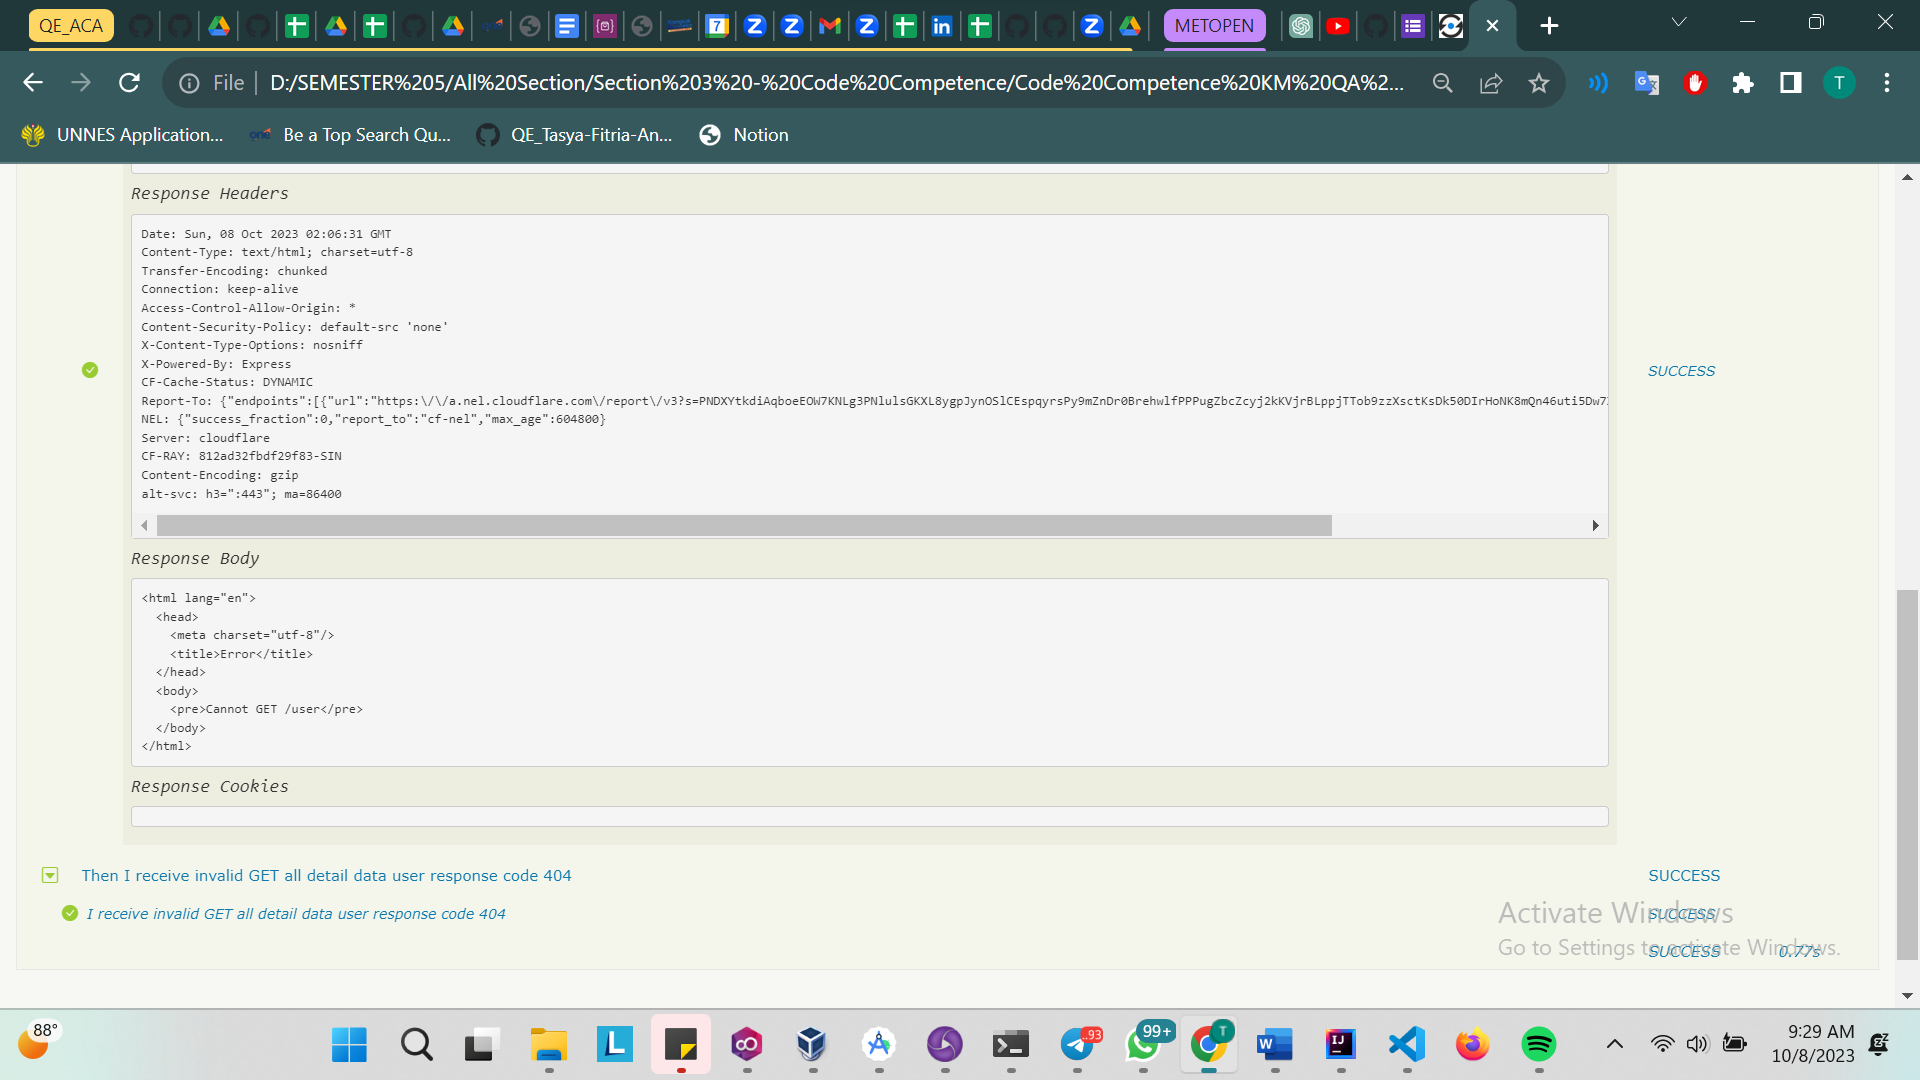 QE_ACA
METOPEN
File
D:/SEMESTER%205/All%20Section/Section%203%20-%20Code%20Competence/Code%20Competence%20KM%20QA%2...
T
UNNES Application...
Be a Top Search Qu...
QE_Tasya-Fitria-An...
Notion
Response Headers
Date: Sun, 08 Oct 2023 02:06:31 GMT
Content-Type: text/html; charset=utf-8
Transfer-Encoding: chunked
Connection: keep-alive
Access-Control-Allow-Origin: *
Content-Security-Policy: default-src 'none'
X-Content-Type-Options: nosniff
X-Powered-By: Express
CF-Cache-Status: DYNAMIC
Report-To: {"endpoints":[{"url":"https:\/\/a.nel.cloudflare.com\/report\/v3?s=
NEL: {"success_fraction":0,"report_to":"cf-nel","max_age":604800}
Server: cloudflare
CF-RAY: 812ad32fbdf29f83-SIN
Content-Encoding: gzip
alt-svc: h3=":443"; ma=86400
SUCCESS
Response Body
<html lang="en">
  <head>
    <meta charset="utf-8"/>
    <title>Error</title>
  </head>
  <body>
    <pre>Cannot GET /user</pre>
  </body>
</html>
Response Cookies
Then I receive invalid GET all detail data user response code 404
SUCCESS
I receive invalid GET all detail data user response code 404
SUCCESS
SUCCESS
0.77s
Activate Windows
Go to Settings to activate Windows.
88°
93
99+
T
9:29 AM
10/8/2023